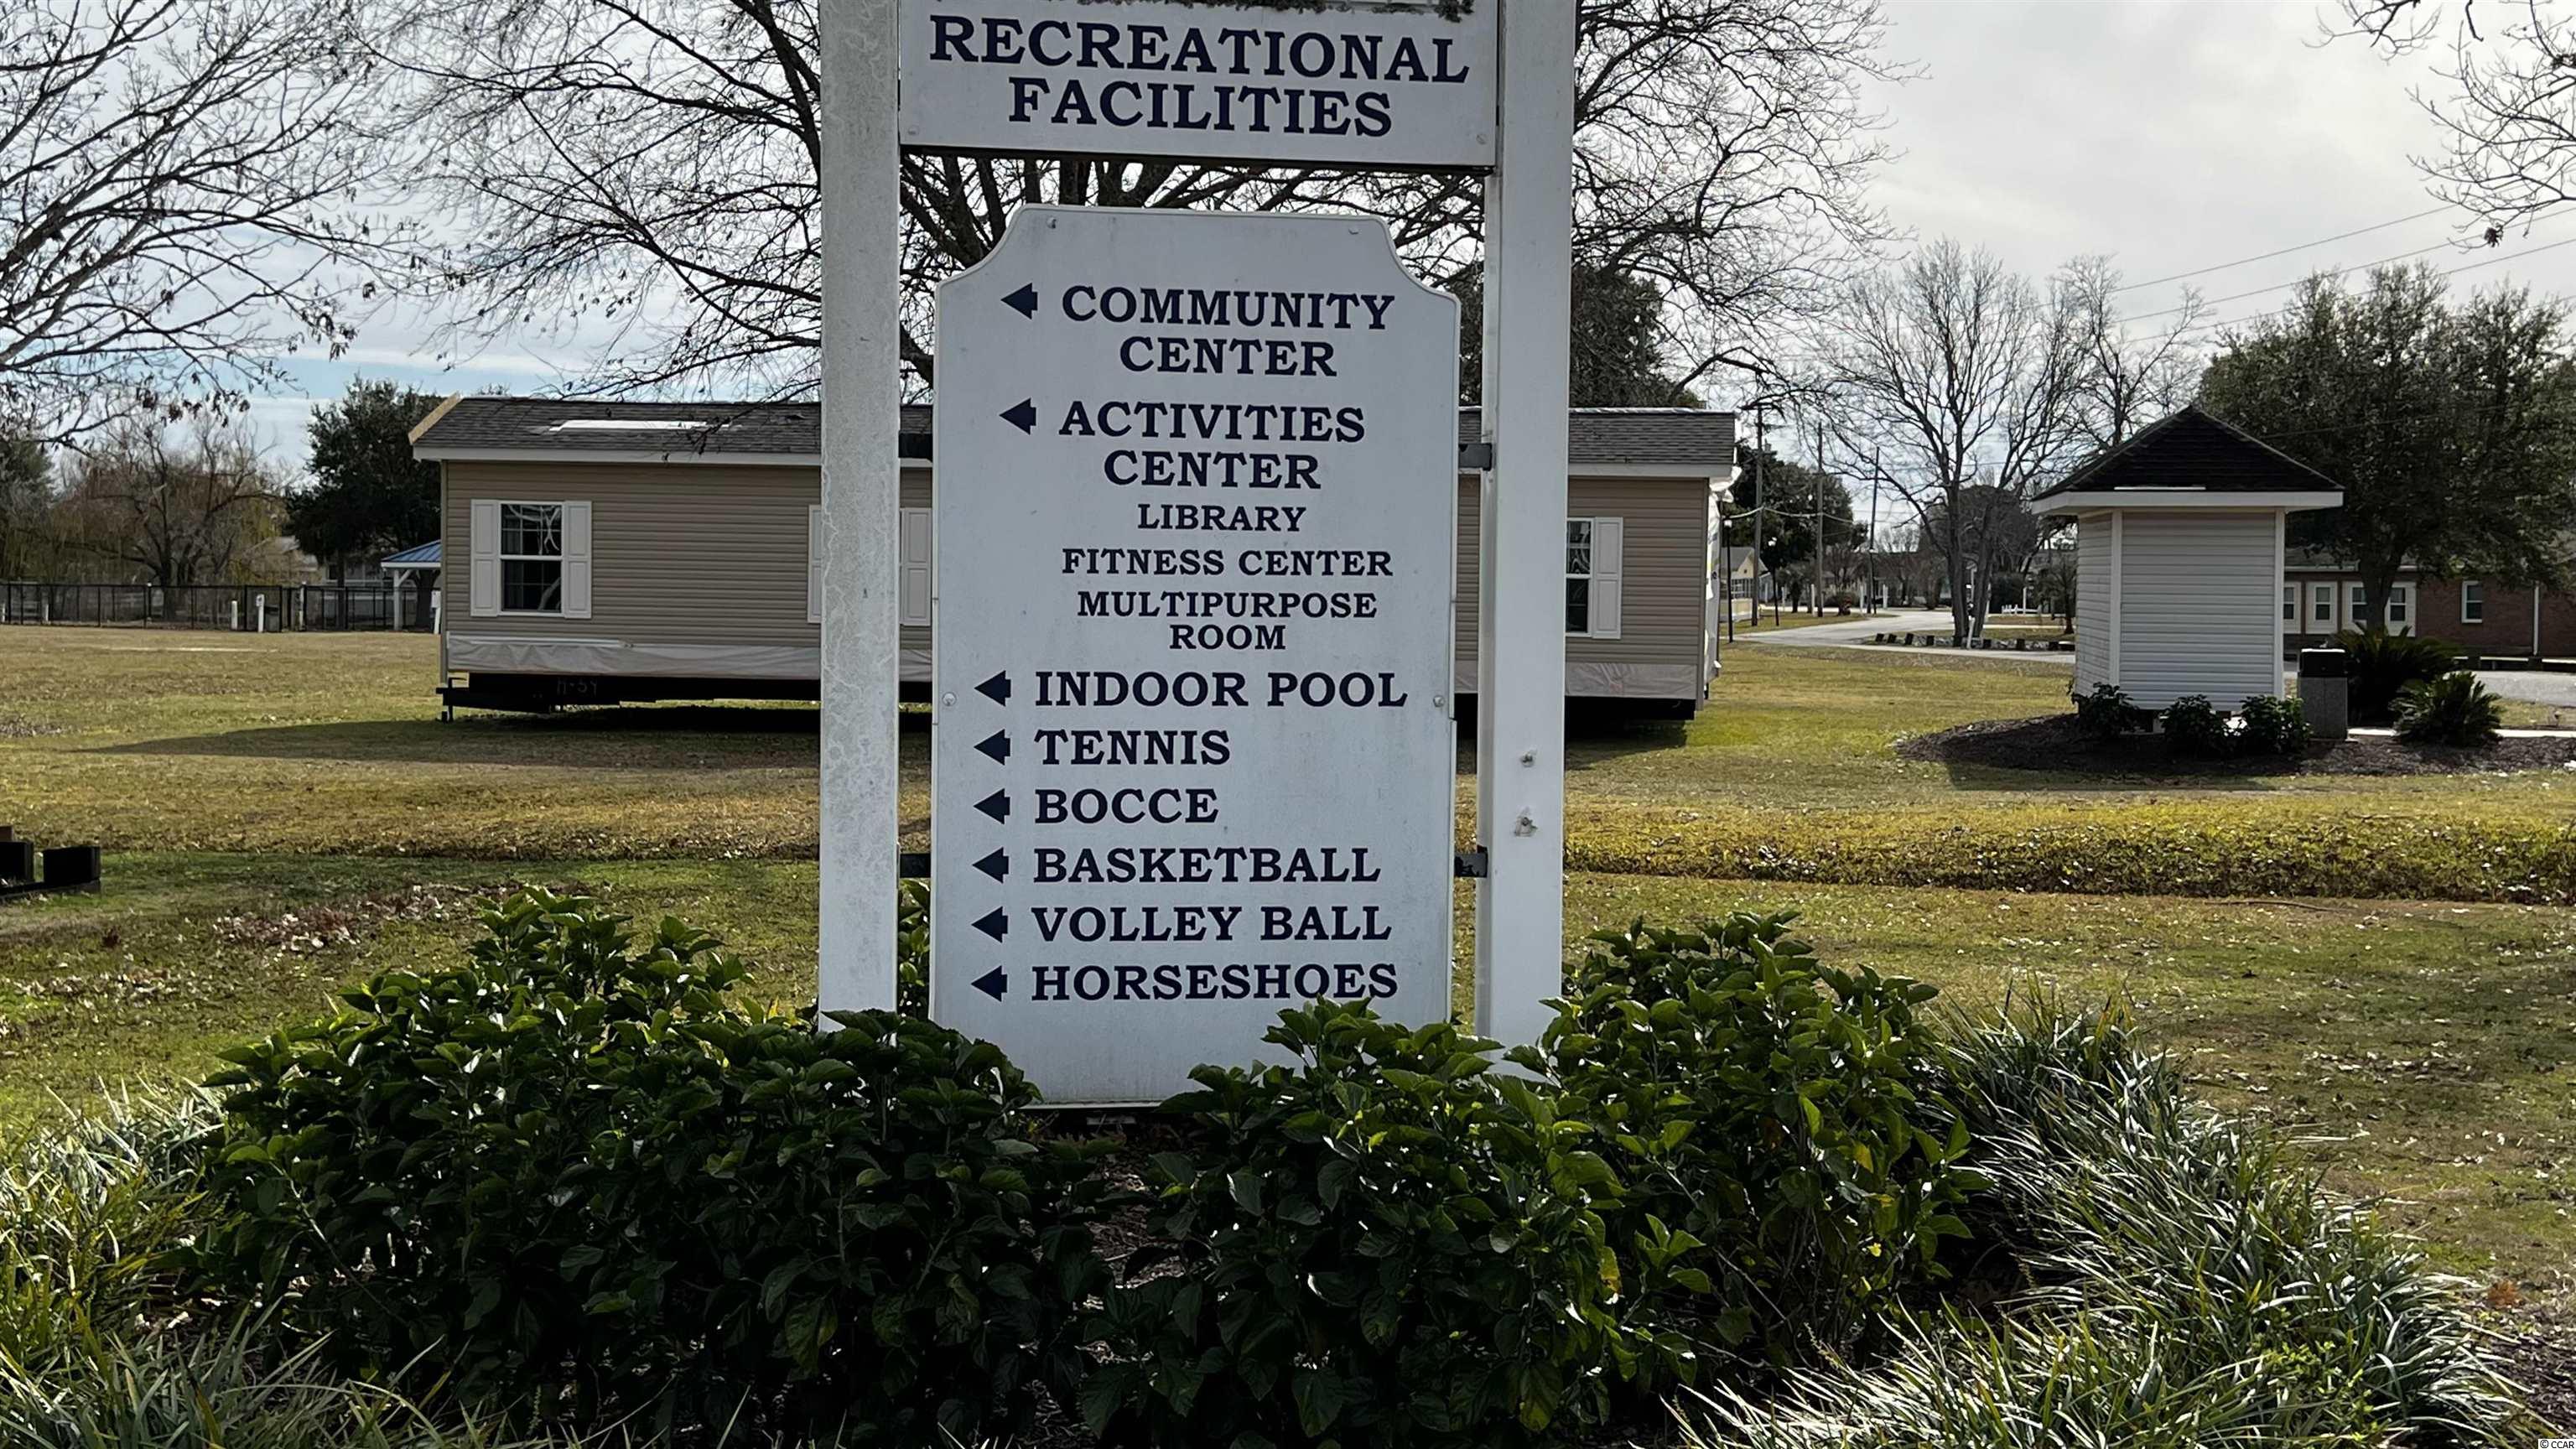 RECREATIONAL
FACILITIES
COMMUNITY
CENTER
ACTIVITIES
CENTER
LIBRARY
FITNESS CENTER
MULTIPURPOSE
ROOM
INDOOR POOL
TENNIS
BOCCE
BASKETBALL
VOLLEY BALL
HORSESHOES
© CCAR